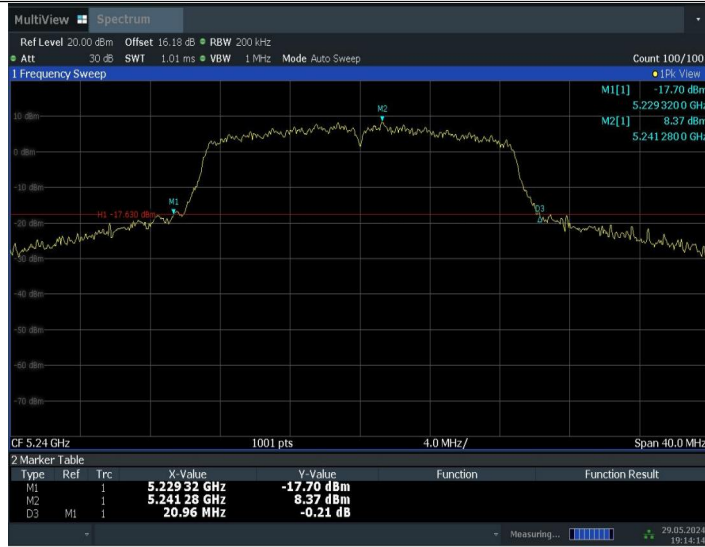 MultiView Spectrum
Ref Level 20.00 dBm Offset 16.18 dB RBW 200 kHz
Att 30 dB SWT 1.01 ms VBW 1 MHz Mode Auto Sweep Count 100/100
1 Frequency Sweep 1Pk View
M1[1] -17.70 dBm
5.229 320 0 GHz
M2[1] 8.37 dBm
5.241 280 0 GHz
M2
10 dBm
0 dBm
-10 dBm
M1
H1 -17.630 dBm
D3
-20 dBm
-30 dBm
-40 dBm
-50 dBm
-60 dBm
-70 dBm
CF 5.24 GHz 1001 pts 4.0 MHz/ Span 40.0 MHz
2 Marker Table
Type Ref Trc X-Value Y-Value Function Function Result
M1 1 5.229 32 GHz -17.70 dBm
M2 1 5.241 28 GHz 8.37 dBm
D3 M1 1 20.96 MHz -0.21 dB
Measuring... 29.05.2024
19:14:14